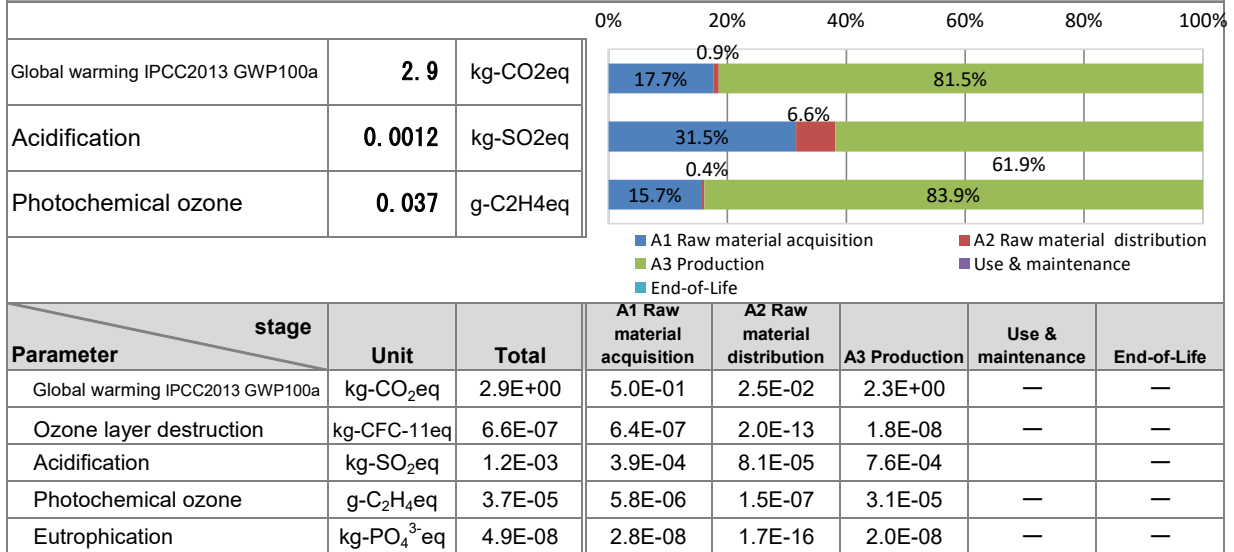 0% 20% 40% 60% 80% 100%
Global warming IPCC2013 GWP100a 2.9 kg-CO2eq
0.9%
17.7% 81.5%
Acidification 0.0012 kg-SO2eq
6.6%
31.5%
61.9%
Photochemical ozone 0.037 g-C2H4eq
0.4%
15.7% 83.9%
A1 Raw material acquisition A2 Raw material distribution
A3 Production Use & maintenance
End-of-Life
stage
Parameter Unit Total A1 Raw material acquisition A2 Raw material distribution A3 Production Use & maintenance End-of-Life
Global warming IPCC2013 GWP100a kg-CO₂eq 2.9E+00 5.0E-01 2.5E-02 2.3E+00 — —
Ozone layer destruction kg-CFC-11eq 6.6E-07 6.4E-07 2.0E-13 1.8E-08 — —
Acidification kg-SO₂eq 1.2E-03 3.9E-04 8.1E-05 7.6E-04 —
Photochemical ozone g-C₂H₄eq 3.7E-05 5.8E-06 1.5E-07 3.1E-05 — —
Eutrophication kg-PO₄³⁻eq 4.9E-08 2.8E-08 1.7E-16 2.0E-08 — —